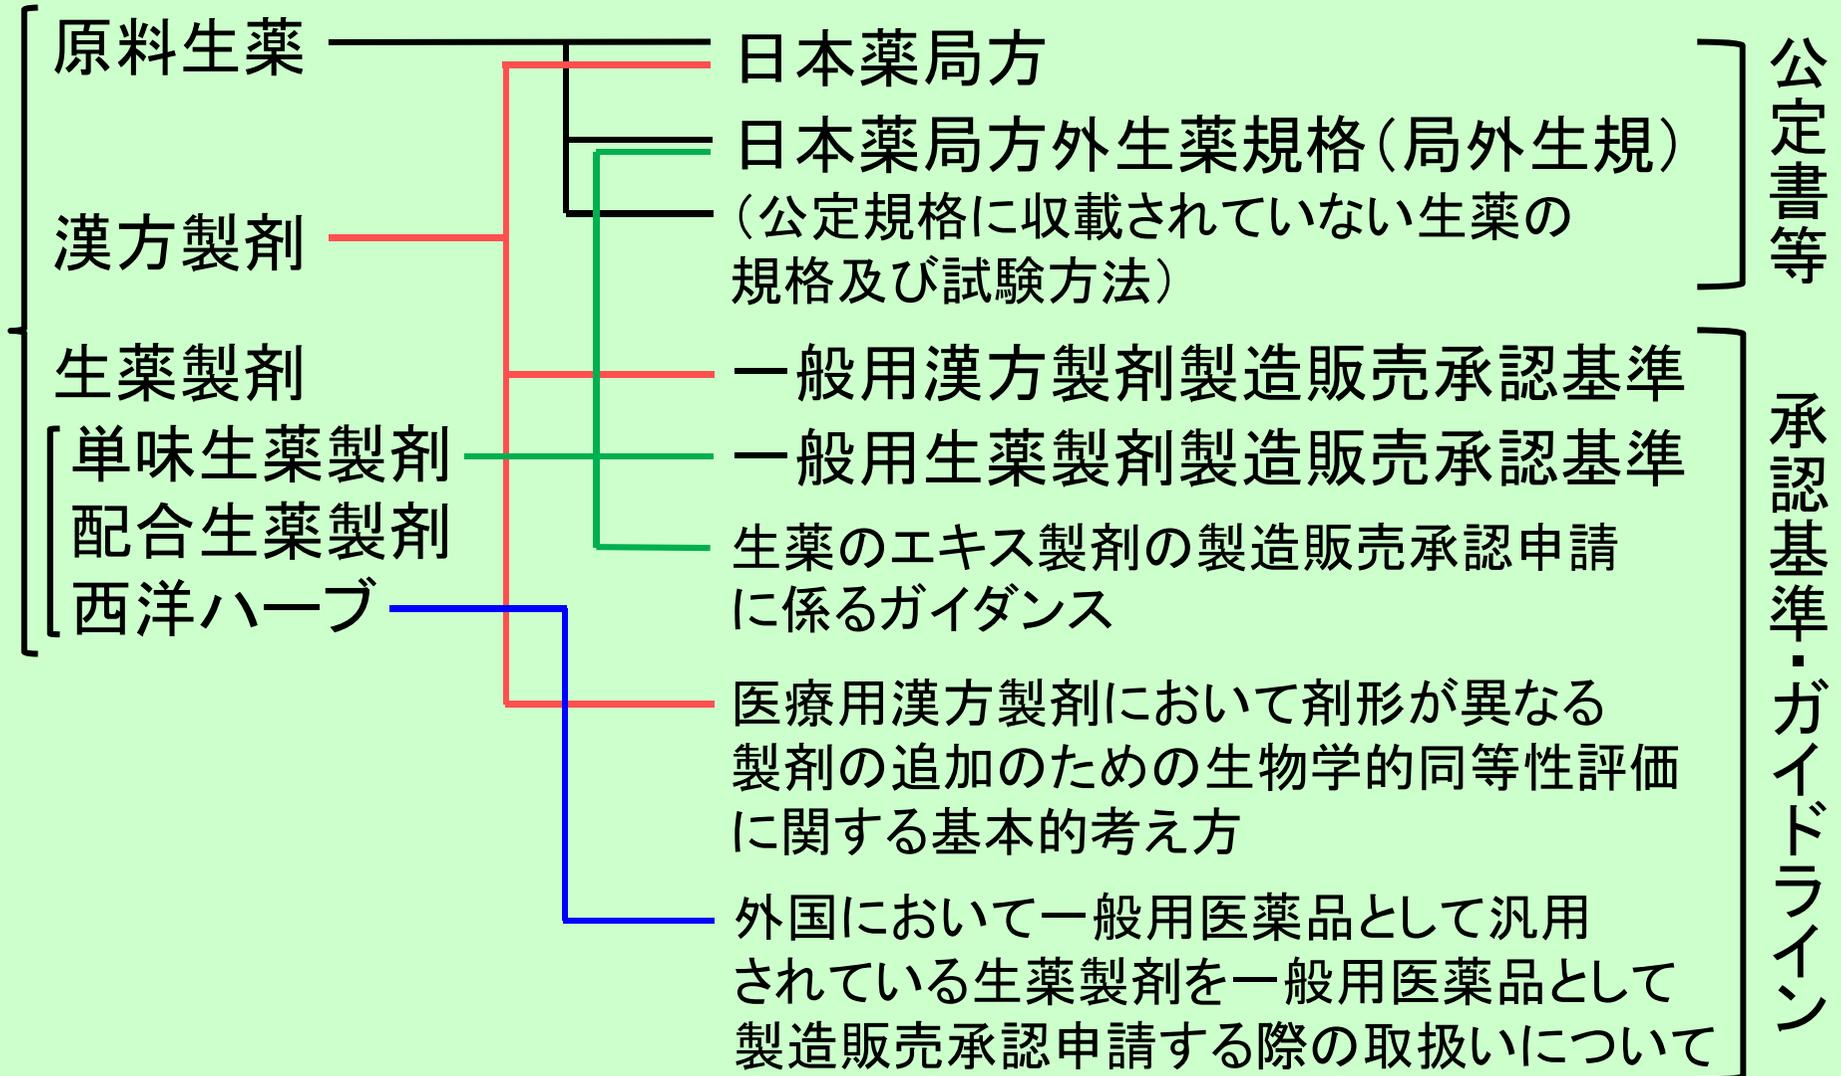 原料生薬
漢方製剤
生薬製剤
単味生薬製剤
配合生薬製剤
西洋ハーブ
日本薬局方
日本薬局方外生薬規格(局外生規)
(公定規格に収載されていない生薬の
規格及び試験方法)
一般用漢方製剤製造販売承認基準
一般用生薬製剤製造販売承認基準
生薬のエキス製剤の製造販売承認申請
に係るガイダンス
医療用漢方製剤において剤形が異なる
製剤の追加のための生物学的同等性評価
に関する基本的考え方
外国において一般用医薬品として汎用
されている生薬製剤を一般用医薬品として
製造販売承認申請する際の取扱いについて
公定書等
承認基準・ガイドライン